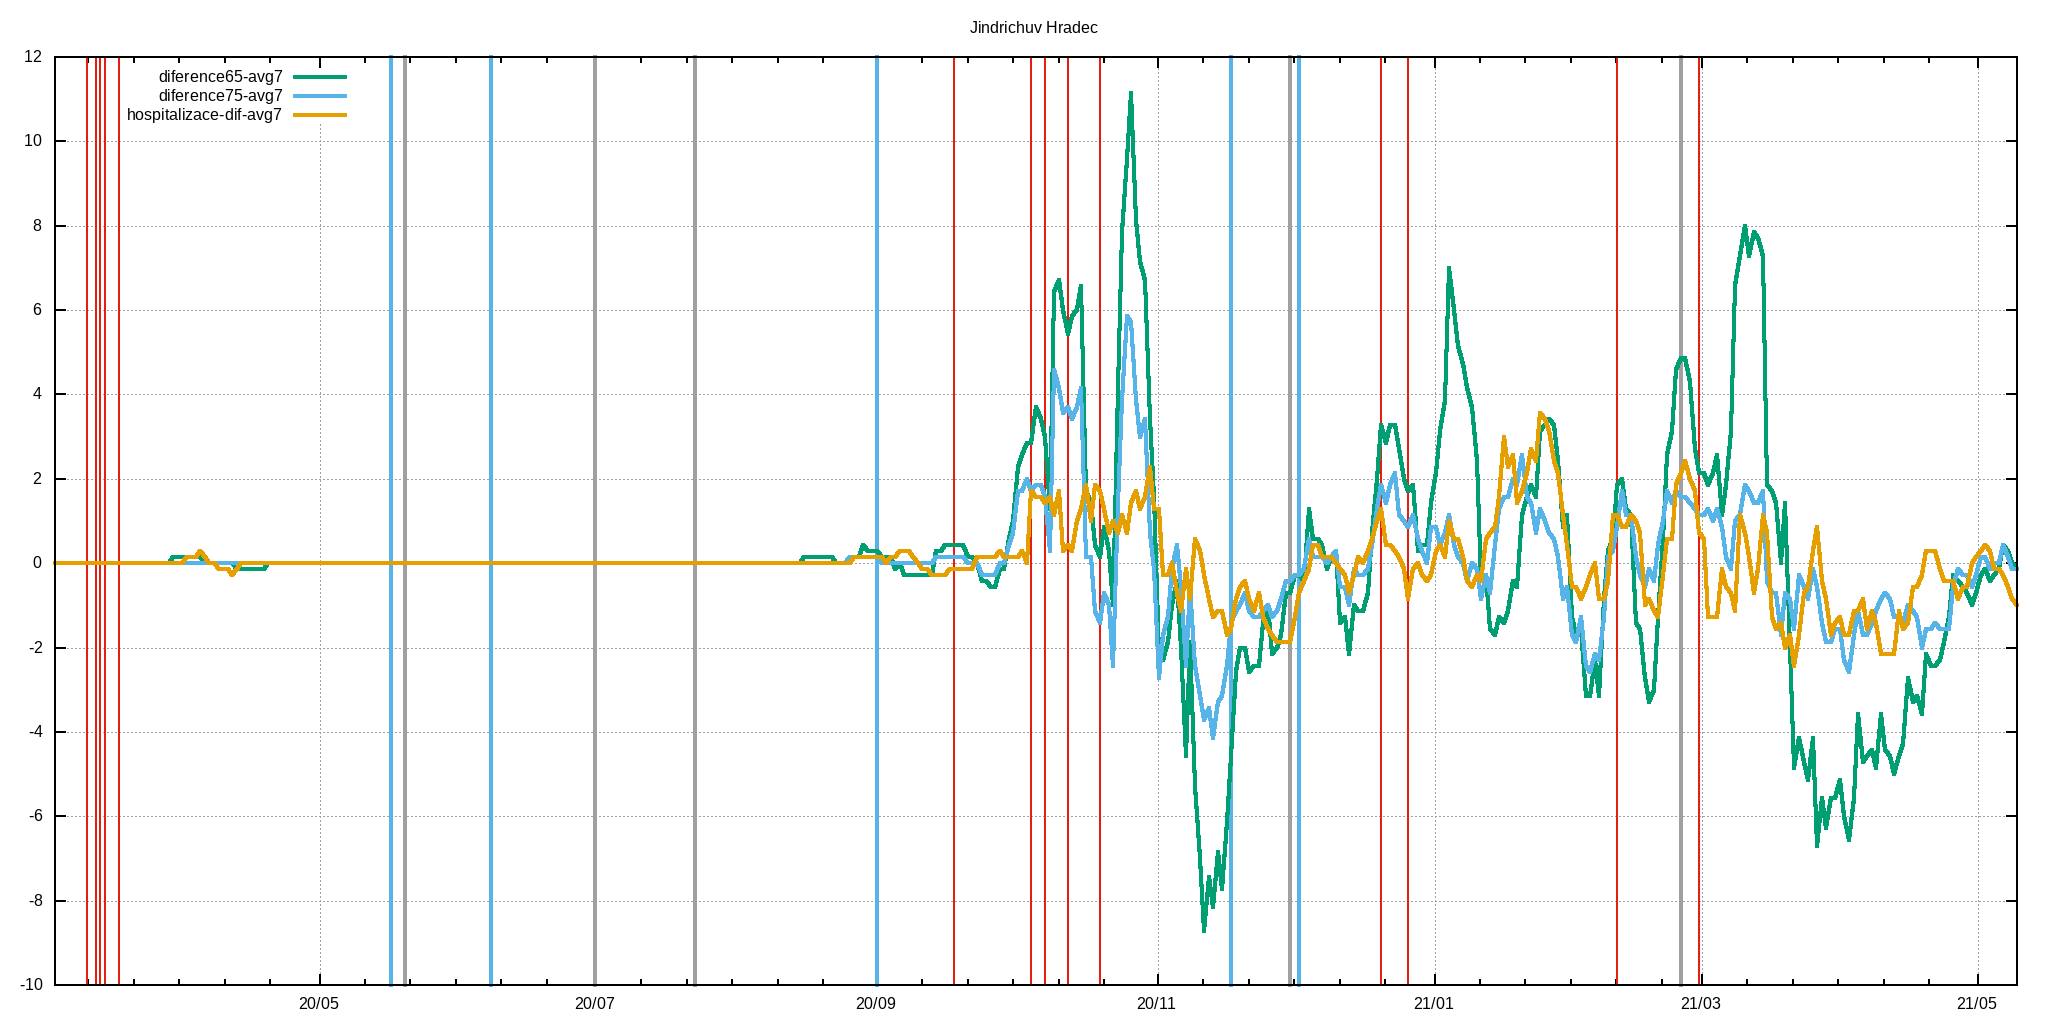 Jindrichuv Hradec
diference65-avg7
diference75-avg7
hospitalizace-dif-avg7
12
10
8
6
4
2
0
-2
-4
-6
-8
-10
20/05 20/07 20/09 20/11 21/01 21/03 21/05